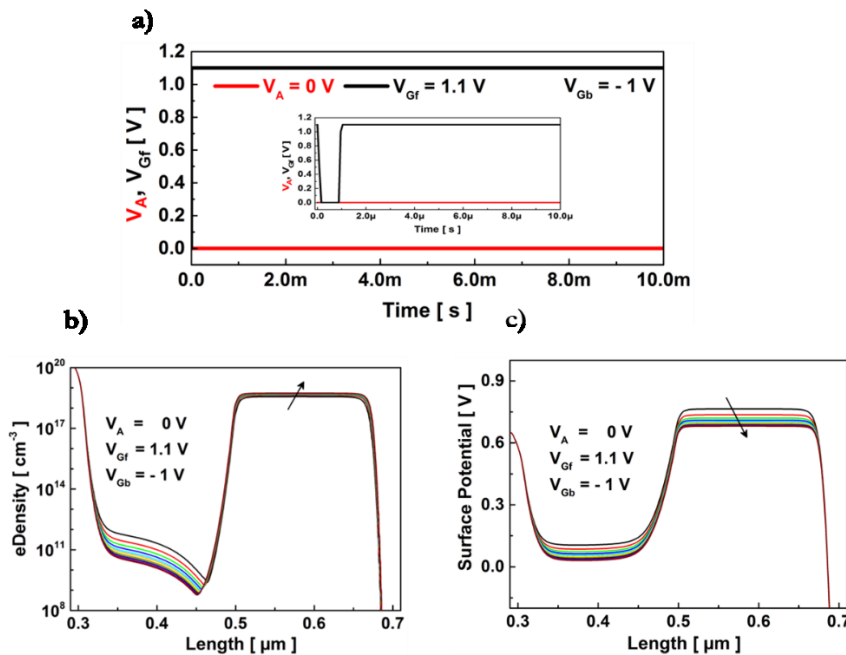 a)
1.2
1.0
0.8
0.6
0.4
0.2
0.0
V_A, V_Gf [ V ]
V_A = 0 V V_Gf = 1.1 V V_Gb = - 1 V
1.2
1.0
0.8
0.6
0.4
0.2
0.0
V_A, V_Gf [V]
0.0 2.0µ 4.0µ 6.0µ 8.0µ 10.0µ
Time [ s ]
0.0 2.0m 4.0m 6.0m 8.0m 10.0m
Time [ s ]
b)
10^20
10^17
10^14
10^11
10^8
eDensity [ cm^-3 ]
V_A = 0 V
V_Gf = 1.1 V
V_Gb = - 1 V
0.3 0.4 0.5 0.6 0.7
Length [ µm ]
c)
0.9
0.6
0.3
0.0
Surface Potential [ V ]
V_A = 0 V
V_Gf = 1.1 V
V_Gb = - 1 V
0.3 0.4 0.5 0.6 0.7
Length [ µm ]